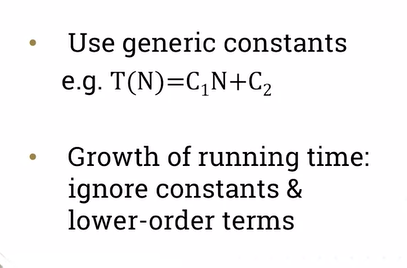 • Use generic constants
e.g. T(N)=C₁N+C₂
• Growth of running time:
ignore constants &
lower-order terms